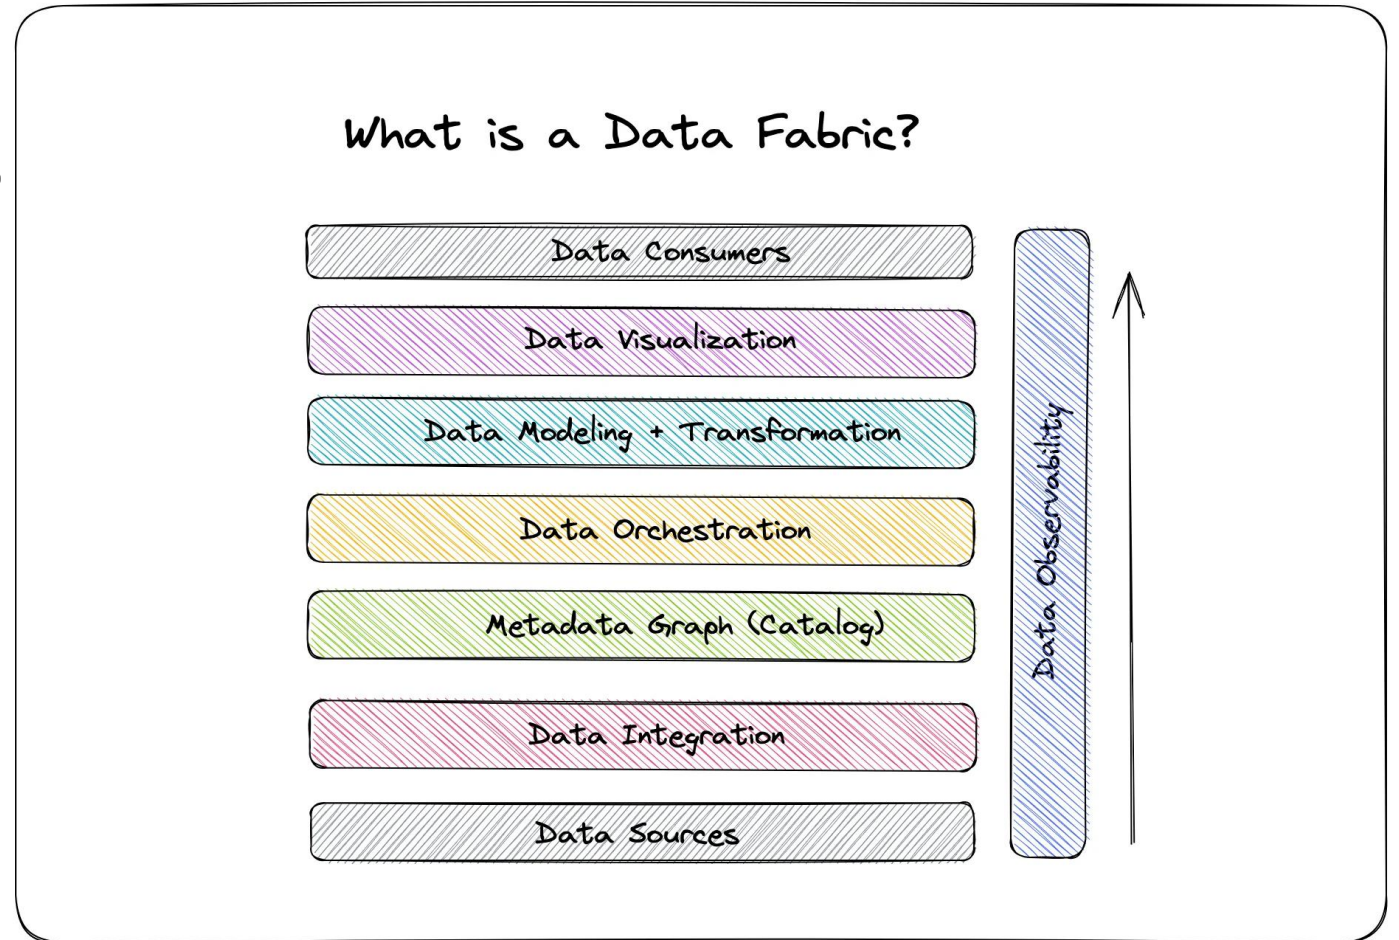 What is a Data Fabric?
Data Consumers
Data Visualization
Data Modeling + Transformation
Data Orchestration
Metadata Graph (Catalog)
Data Integration
Data Sources
Data Observability